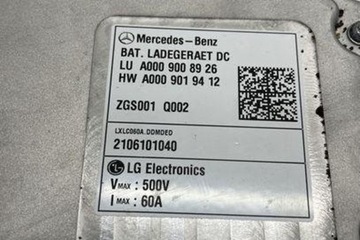 Mercedes-Benz
BAT. LADEGERAET DC
LU A000 900 89 26
HW A000 901 94 12
ZGS001 Q002
LXLC060A.DDMDED
2106101040
LG Electronics
VMAX : 500V
IMAX : 60A